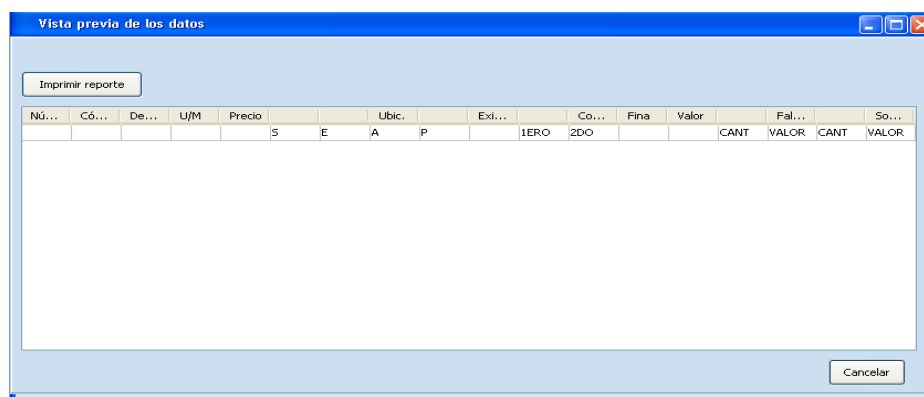 Vista previa de los datos
Imprimir reporte
Nú... Có... De... U/M Precio Ubic. Exi... Co... Fina Valor Fal... So...
S E A P 1ERO 2DO CANT VALOR CANT VALOR
Cancelar